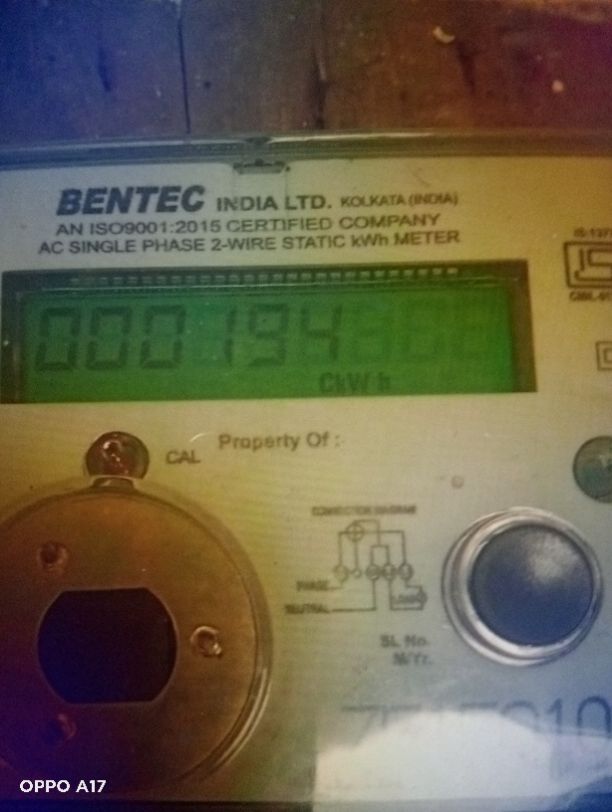 BENTEC INDIA LTD. KOLKATA (INDIA)
AN ISO9001:2015 CERTIFIED COMPANY
AC SINGLE PHASE 2-WIRE STATIC kWh METER
000194
CkW h
Property Of :
CAL
CONNECTION DIAGRAM
PHASE
NEUTRAL
LOAD
SL No.
M/Yr.
OPPO A17